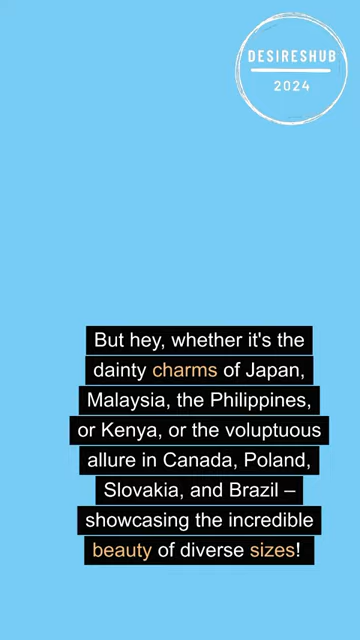 DESIRESHUB
2024
But hey, whether it's the
dainty charms of Japan,
Malaysia, the Philippines,
or Kenya, or the voluptuous
allure in Canada, Poland,
Slovakia, and Brazil –
showcasing the incredible
beauty of diverse sizes!